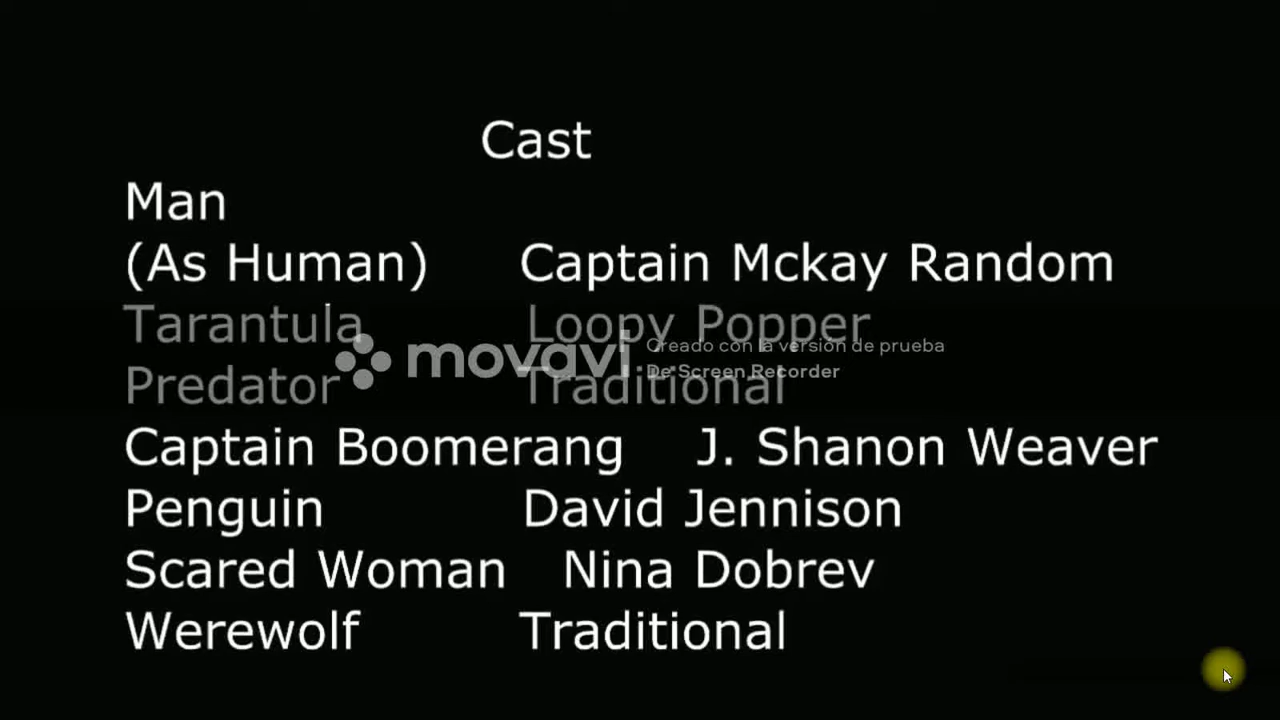 Cast
Man
(As Human) Captain Mckay Random
Tarantula Loopy Popper
movavi Creado con la versión de prueba
De Screen Recorder
Predator Traditional
Captain Boomerang J. Shanon Weaver
Penguin David Jennison
Scared Woman Nina Dobrev
Werewolf Traditional